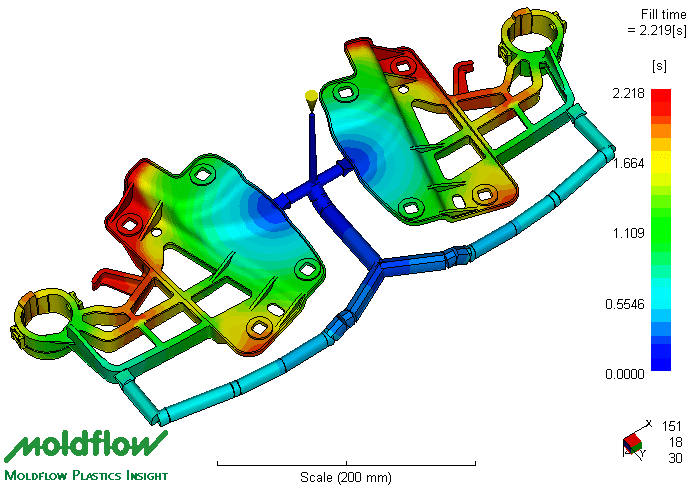 Fill time
= 2.219[s]
[s]
2.218
1.664
1.109
0.5546
0.0000
moldflow
MOLDFLOW PLASTICS INSIGHT
Scale (200 mm)
X
Y
Z
151
18
30